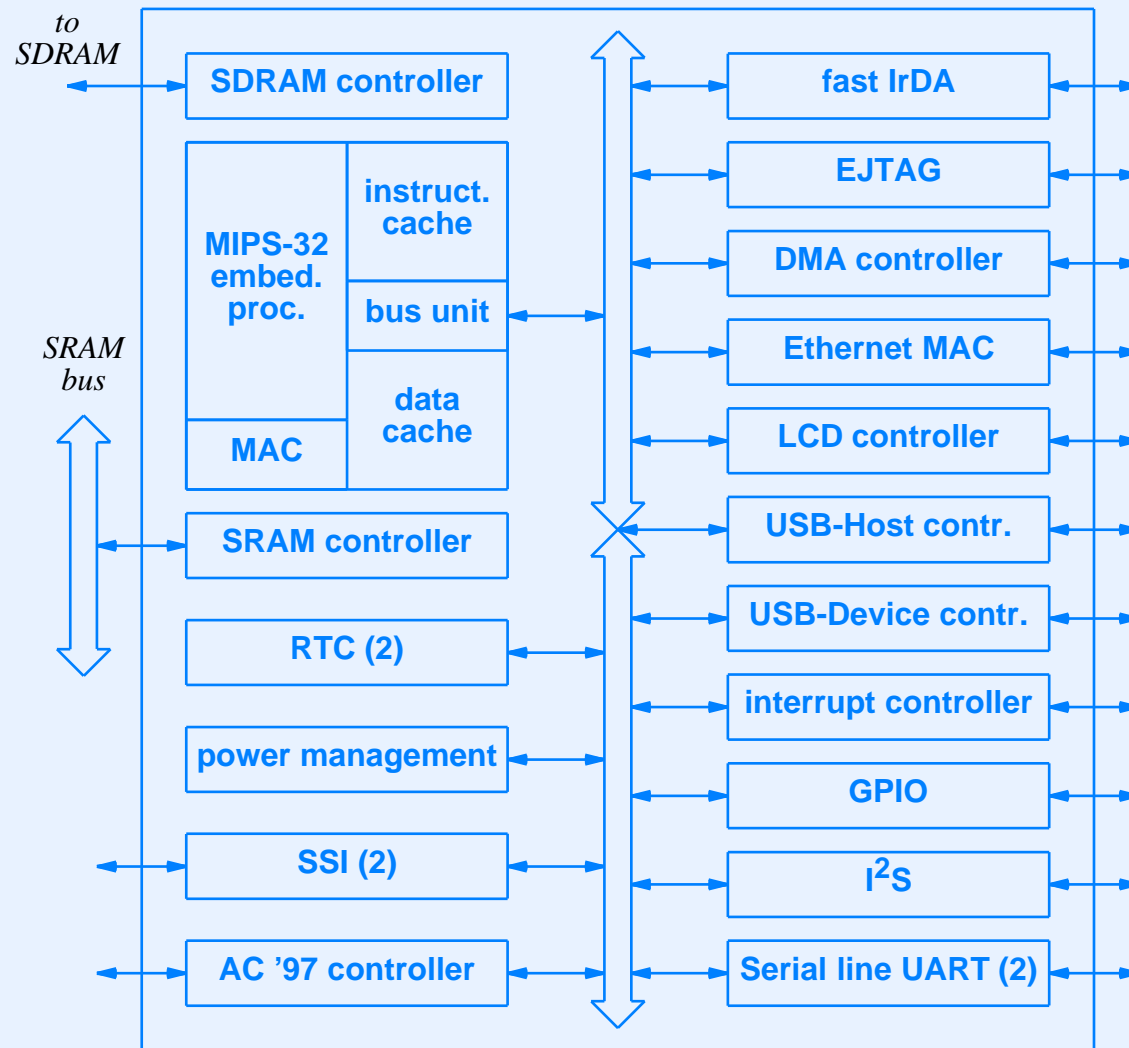 to
SDRAM
SDRAM controller
MIPS-32
embed.
proc.
instruct.
cache
bus unit
data
cache
MAC
SRAM
bus
SRAM controller
RTC (2)
power management
SSI (2)
AC ’97 controller
fast IrDA
EJTAG
DMA controller
Ethernet MAC
LCD controller
USB-Host contr.
USB-Device contr.
interrupt controller
GPIO
I²S
Serial line UART (2)